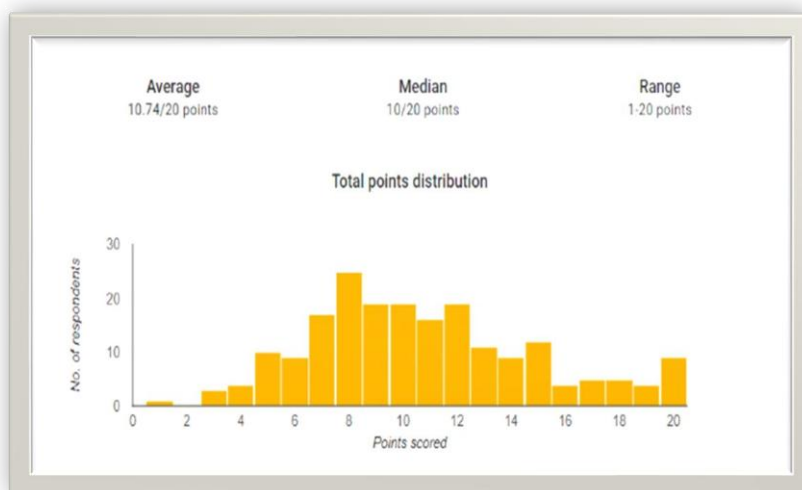 Average
10.74/20 points
Median
10/20 points
Range
1-20 points
Total points distribution
No. of respondents
30
20
10
0
0 2 4 6 8 10 12 14 16 18 20
Points scored